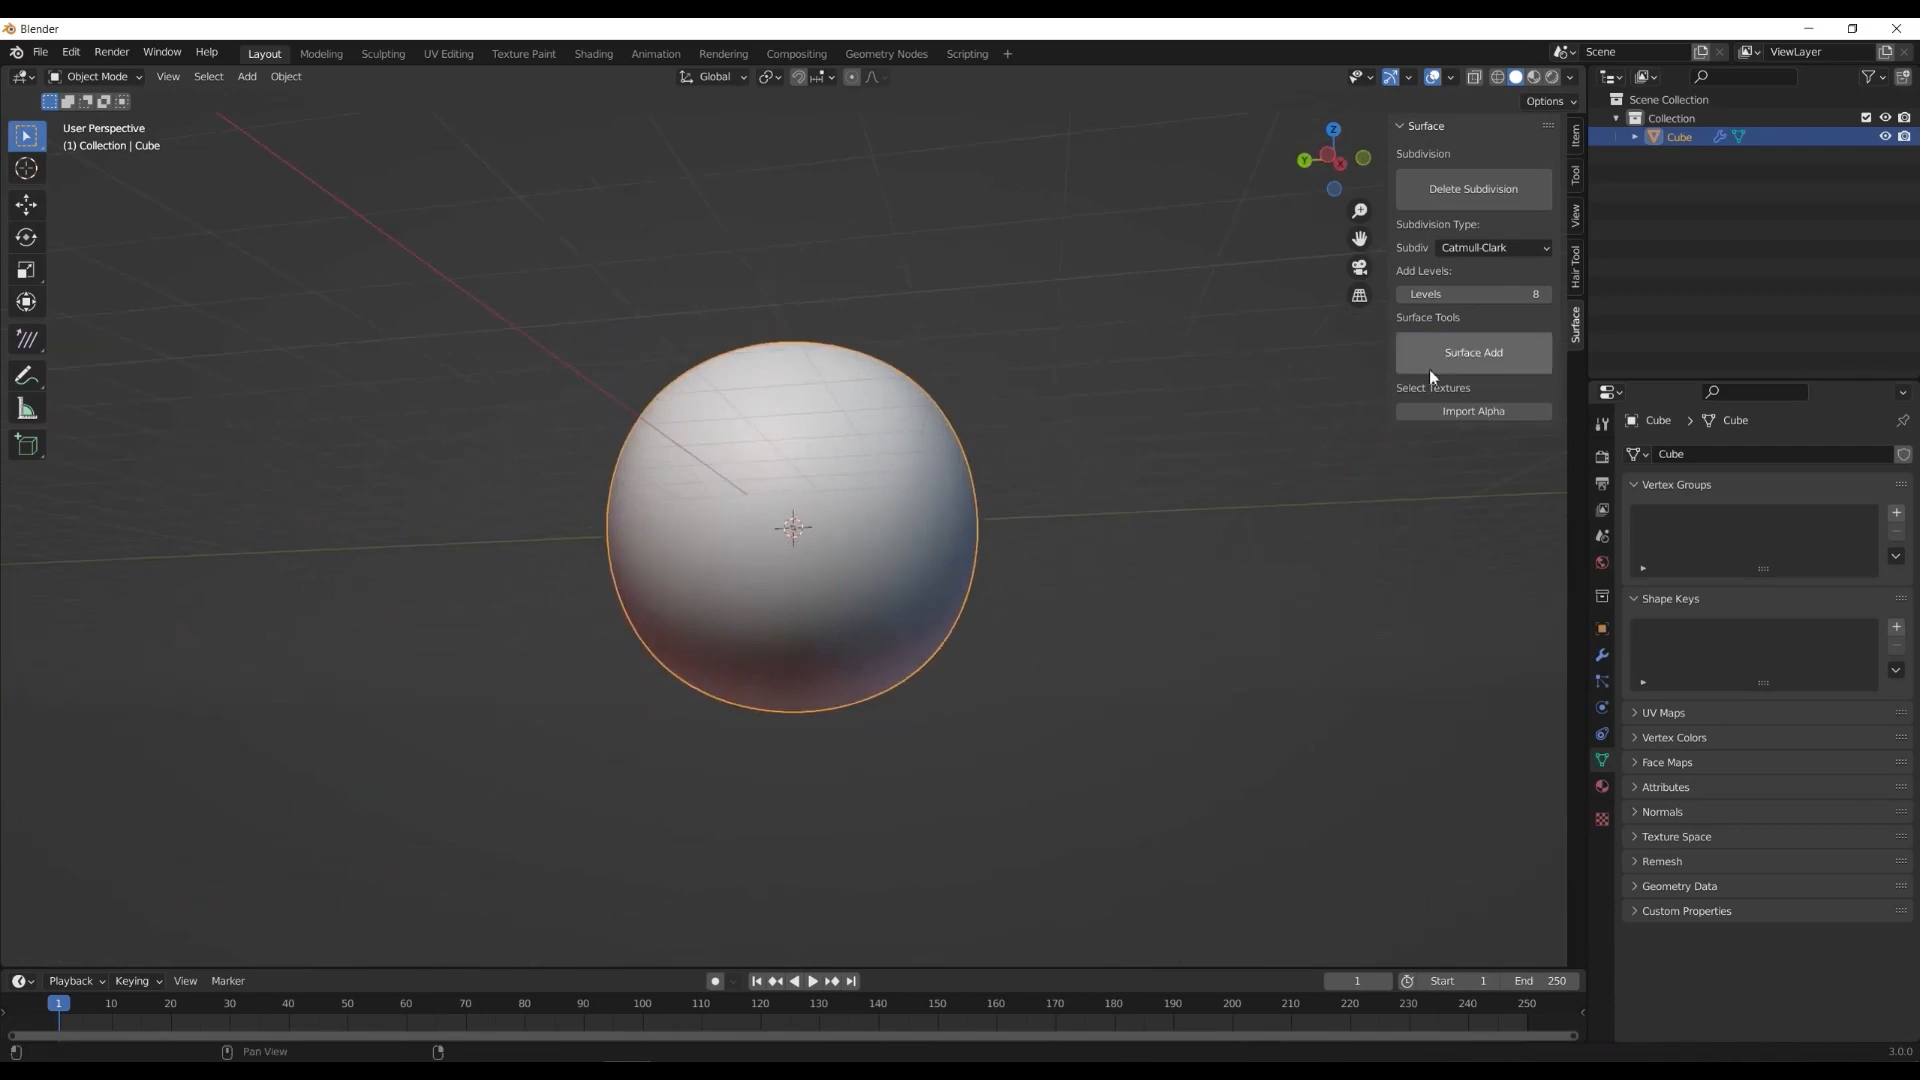 Blender
File Edit Render Window Help Layout Modeling Sculpting UV Editing Texture Paint Shading Animation Rendering Compositing Geometry Nodes Scripting + Scene ViewLayer
Object Mode View Select Add Object Global
Options
User Perspective
(1) Collection | Cube
Z
Y
X
Surface
Subdivision
Delete Subdivision
Subdivision Type:
Subdiv Catmull-Clark
Add Levels:
Levels 8
Surface Tools
Surface Add
Select Textures
Import Alpha
Item
Tool
View
Hair Tool
Surface
Scene Collection
Collection
Cube
Cube > Cube
Cube
Vertex Groups
Shape Keys
UV Maps
Vertex Colors
Face Maps
Attributes
Normals
Texture Space
Remesh
Geometry Data
Custom Properties
Playback Keying View Marker 1 Start 1 End 250
1 10 20 30 40 50 60 70 80 90 100 110 120 130 140 150 160 170 180 190 200 210 220 230 240 250
Pan View
3.0.0